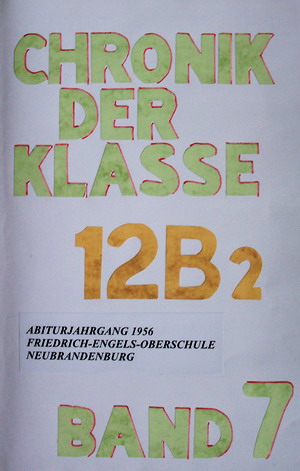 CHRONIK
DER
KLASSE
12B2
ABITURJAHRGANG 1956
FRIEDRICH-ENGELS-OBERSCHULE
NEUBRANDENBURG
BAND 7